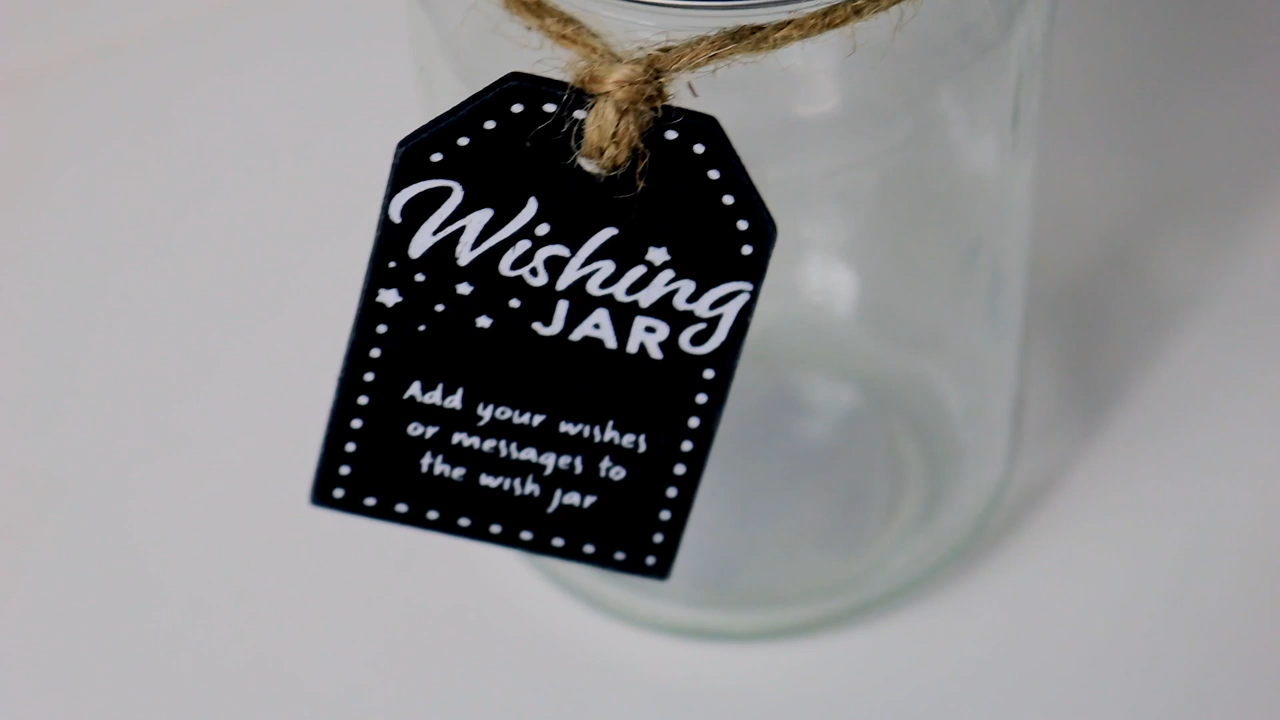 Wishing
JAR
Add your wishes
or messages to
the wish jar